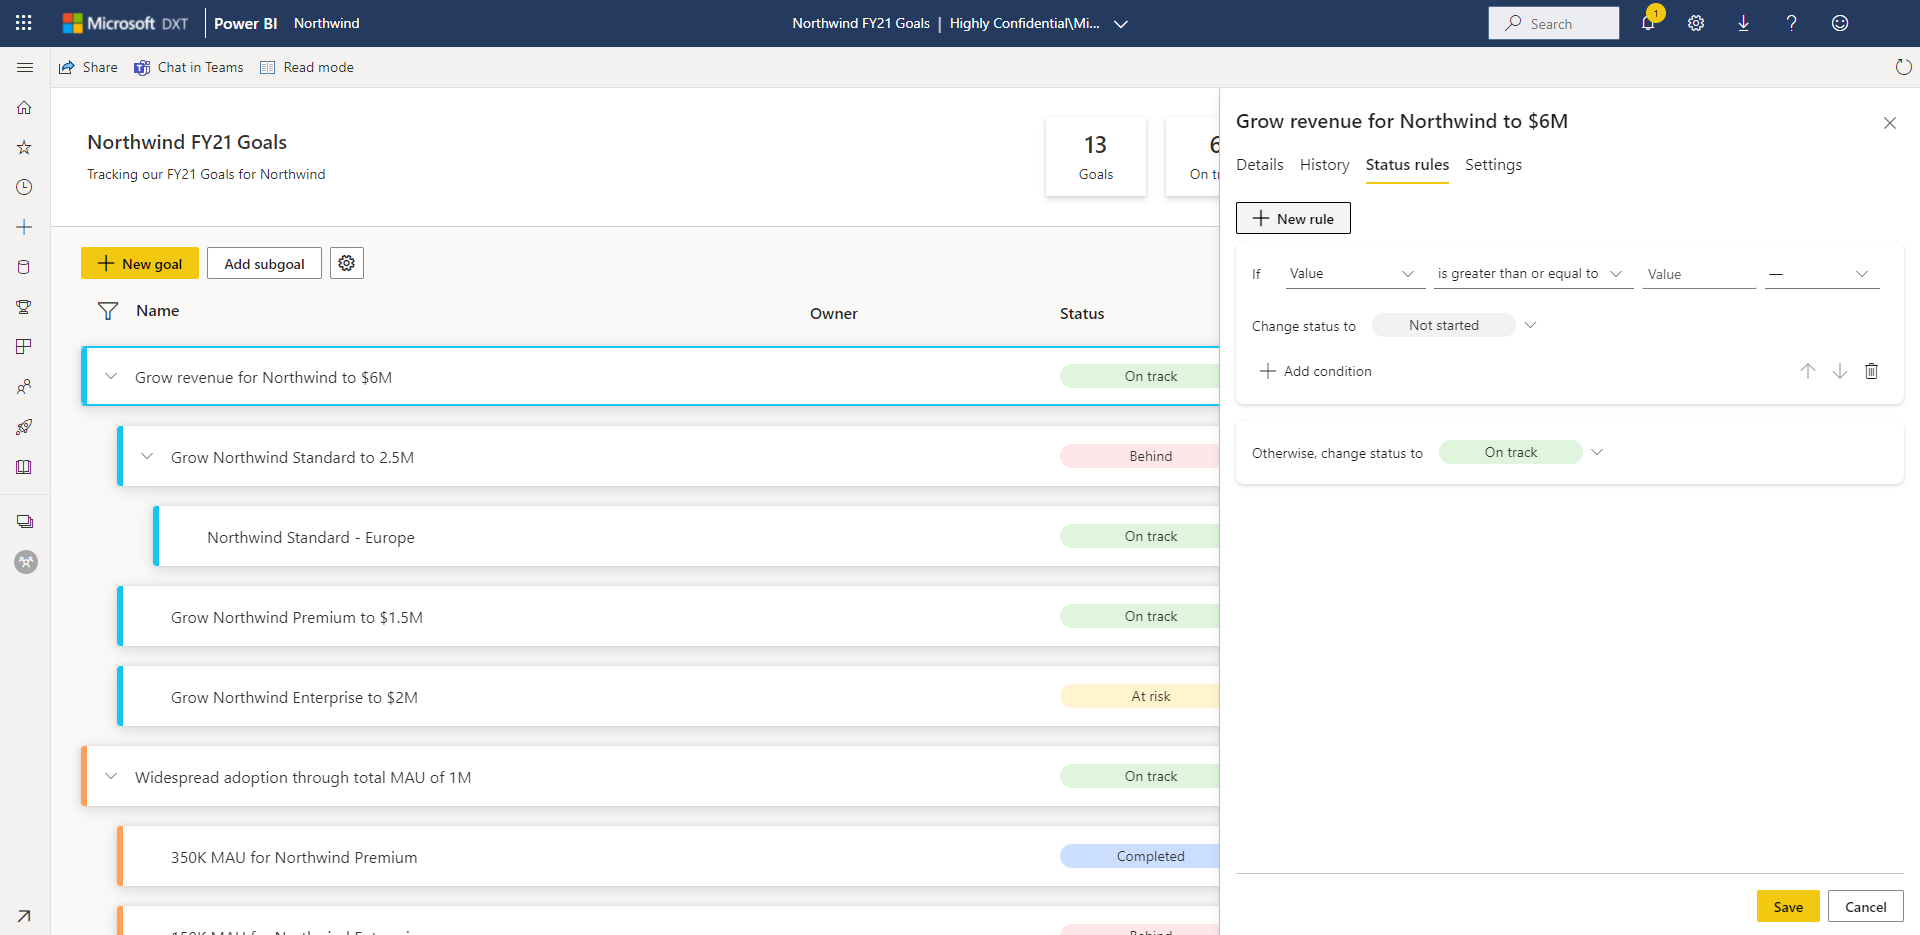 Microsoft DXT Power BI Northwind
Northwind FY21 Goals | Highly Confidential\Mi...
Search
1
Share Chat in Teams Read mode
Northwind FY21 Goals
Tracking our FY21 Goals for Northwind
13
Goals
6
On t
New goal Add subgoal
Name Owner Status
Grow revenue for Northwind to $6M On track
Grow Northwind Standard to 2.5M Behind
Northwind Standard - Europe On track
Grow Northwind Premium to $1.5M On track
Grow Northwind Enterprise to $2M At risk
Widespread adoption through total MAU of 1M On track
350K MAU for Northwind Premium Completed
Grow revenue for Northwind to $6M
Details History Status rules Settings
New rule
If Value is greater than or equal to Value —
Change status to Not started
Add condition
Otherwise, change status to On track
Save Cancel